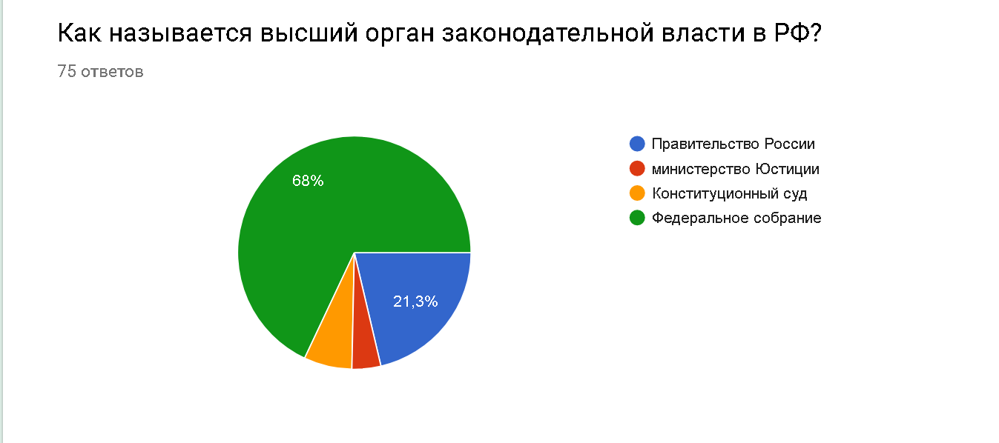 Как называется высший орган законодательной власти в РФ?
75 ответов
68%
21,3%
Правительство России
министерство Юстиции
Конституционный суд
Федеральное собрание